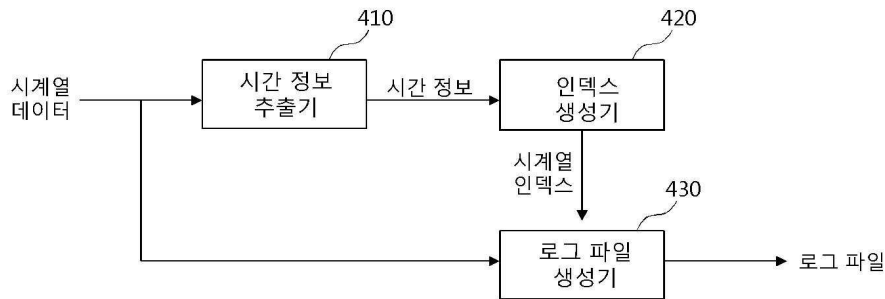 410
420
시계열
데이터
시간 정보
추출기
시간 정보
인덱스
생성기
시계열
인덱스
430
로그 파일
생성기
로그 파일